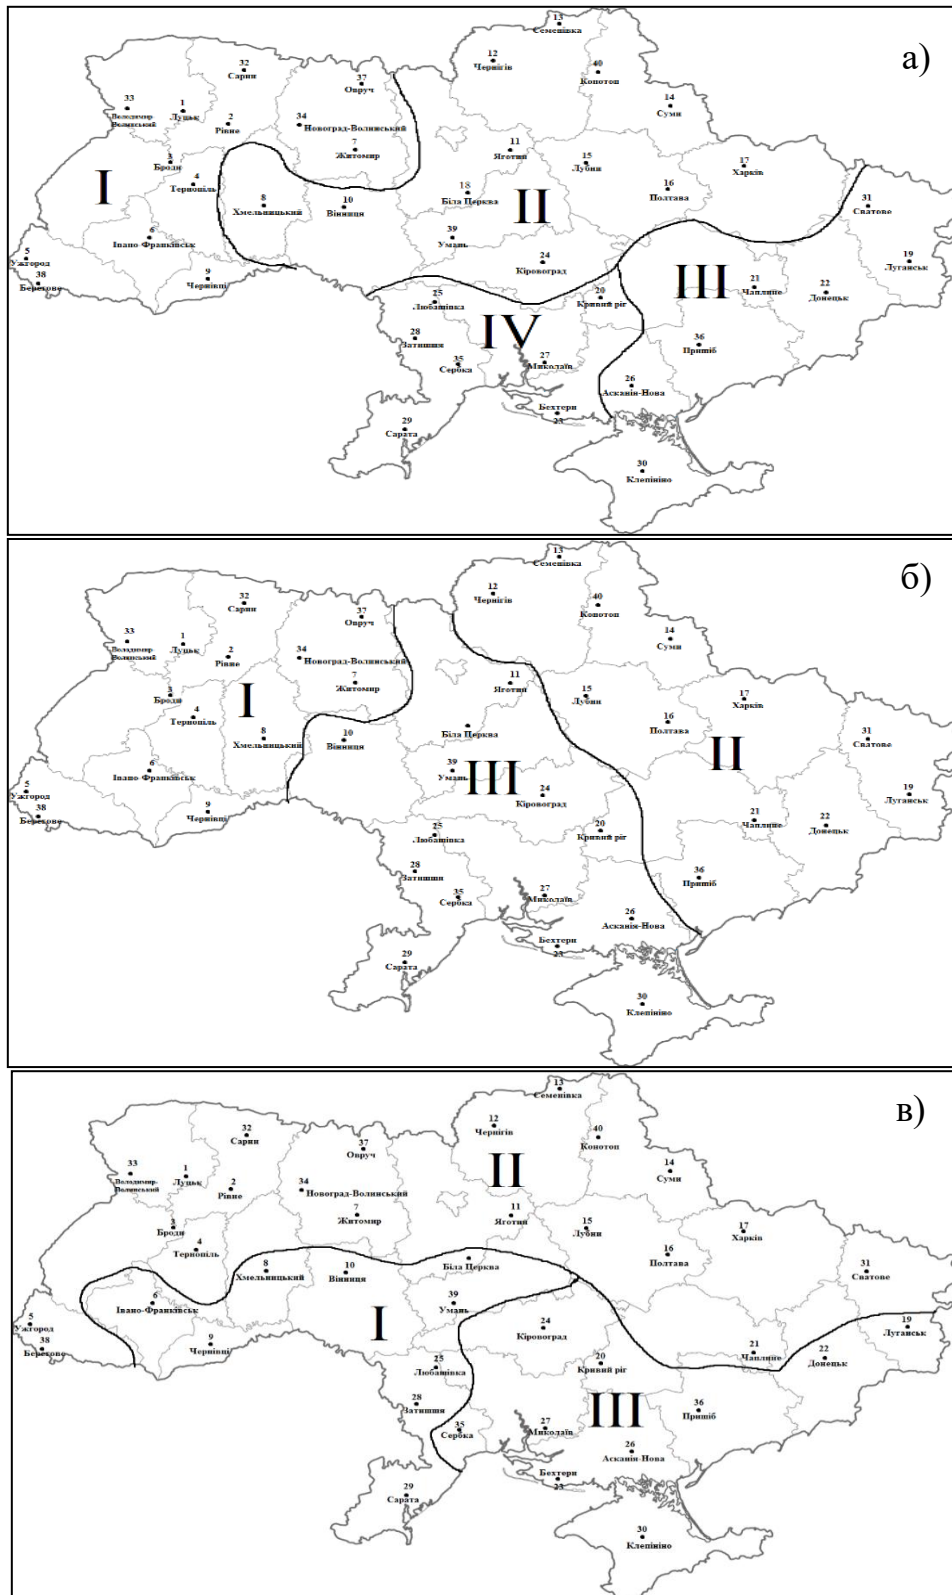 а)
13
Семенівка
12
Чернігів
40
Конотоп
32
Сарни
37
Овруч
33
Володимир
Волинський
1
Луцьк
2
Рівне
34
Новоград-Волинський
14
Суми
7
Житомир
11
Яготин
15
Лубни
17
Харків
3
Броди
4
Тернопіль
I
8
Хмельницький
10
Вінниця
18
Біла Церква
II
16
Полтава
31
Сватове
6
Івано Франківськ
39
Умань
5
Ужгород
38
Берегове
9
Чернівці
24
Кіровоград
III
19
Луганськ
25
Любашівка
20
Кривий ріг
21
Чаплине
22
Донецьк
28
Затишшя
IV
35
Сербка
27
Миколаїв
36
Пришіб
26
Асканія-Нова
Бехтери
23
29
Сарата
30
Клепініно
б)
13
Семенівка
12
Чернігів
40
Конотоп
32
Сарни
37
Овруч
33
Володимир
Волинський
1
Луцьк
2
Рівне
34
Новоград-Волинський
14
Суми
7
Житомир
11
Яготин
15
Лубни
17
Харків
3
Броди
4
Тернопіль
I
8
Хмельницький
10
Вінниця
Біла Церква
16
Полтава
II
31
Сватове
6
Івано Франківськ
39
Умань
III
5
Ужгород
38
Берегове
9
Чернівці
24
Кіровоград
19
Луганськ
25
Любашівка
20
Кривий ріг
21
Чаплине
22
Донецьк
28
Затишшя
35
Сербка
27
Миколаїв
36
Пришіб
26
Асканія-Нова
Бехтери
23
29
Сарата
30
Клепініно
в)
13
Семенівка
12
Чернігів
40
Конотоп
32
Сарни
37
Овруч
II
33
Володимир-
Волинський
1
Луцьк
2
Рівне
34
Новоград-Волинський
14
Суми
7
Житомир
11
Яготин
15
Лубни
17
Харків
3
Броди
4
Тернопіль
8
Хмельницький
10
Вінниця
Біла Церква
16
Полтава
31
Сватове
6
Івано-Франківськ
39
Умань
I
5
Ужгород
38
Берегове
9
Чернівці
24
Кіровоград
19
Луганськ
25
Любашівка
20
Кривий ріг
21
Чаплине
22
Донецьк
28
Затишшя
III
35
Сербка
27
Миколаїв
36
Пришіб
26
Асканія-Нова
Бехтери
23
29
Сарата
30
Клепініно